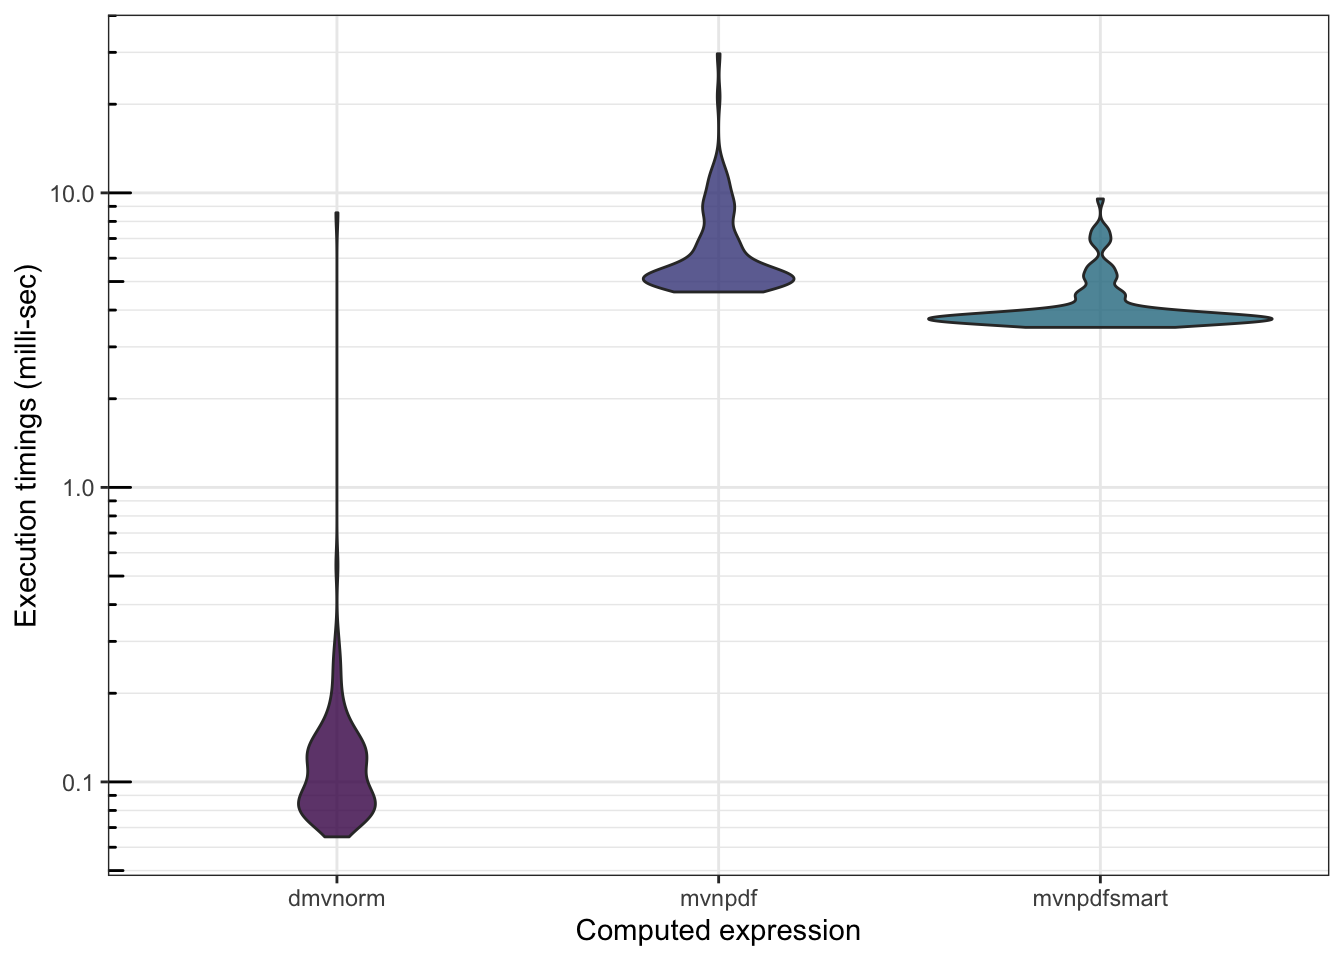 Execution timings (milli-sec)
10.0
1.0
0.1
dmvnorm
mvnpdf
mvnpdfsmart
Computed expression